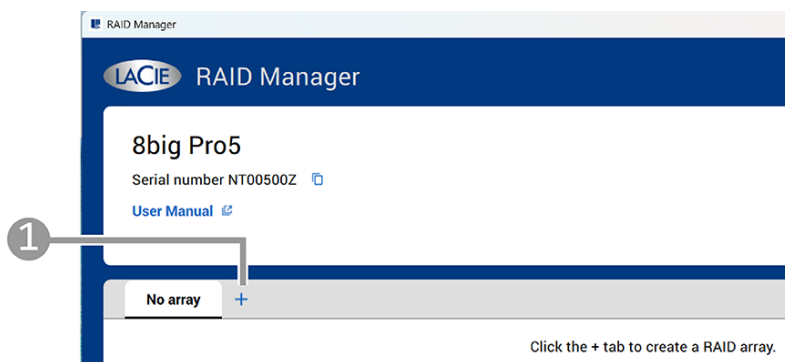 RAID Manager
LACIE RAID Manager
8big Pro5
Serial number NT00500Z
User Manual
1
No array +
Click the + tab to create a RAID array.